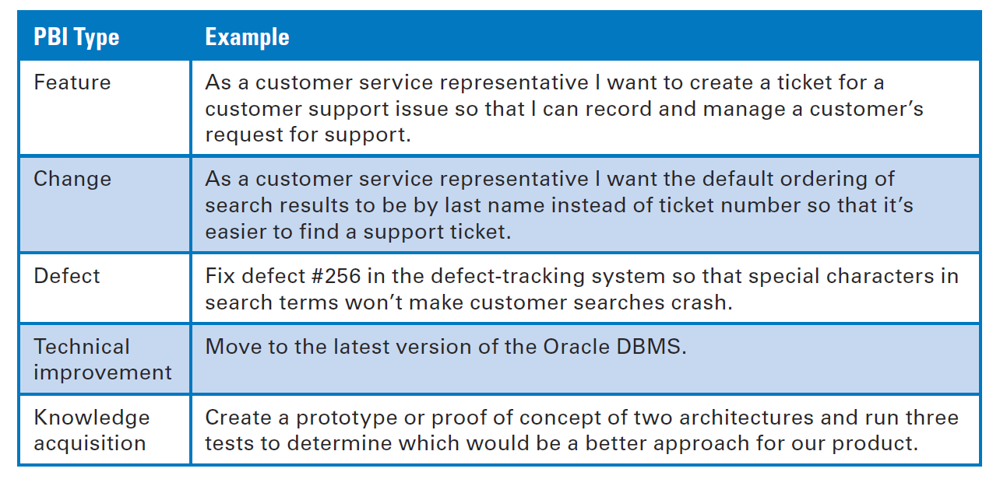 PBI Type Example
Feature As a customer service representative I want to create a ticket for a
customer support issue so that I can record and manage a customer’s
request for support.
Change As a customer service representative I want the default ordering of
search results to be by last name instead of ticket number so that it’s
easier to find a support ticket.
Defect Fix defect #256 in the defect-tracking system so that special characters in
search terms won’t make customer searches crash.
Technical
improvement
Move to the latest version of the Oracle DBMS.
Knowledge
acquisition
Create a prototype or proof of concept of two architectures and run three
tests to determine which would be a better approach for our product.